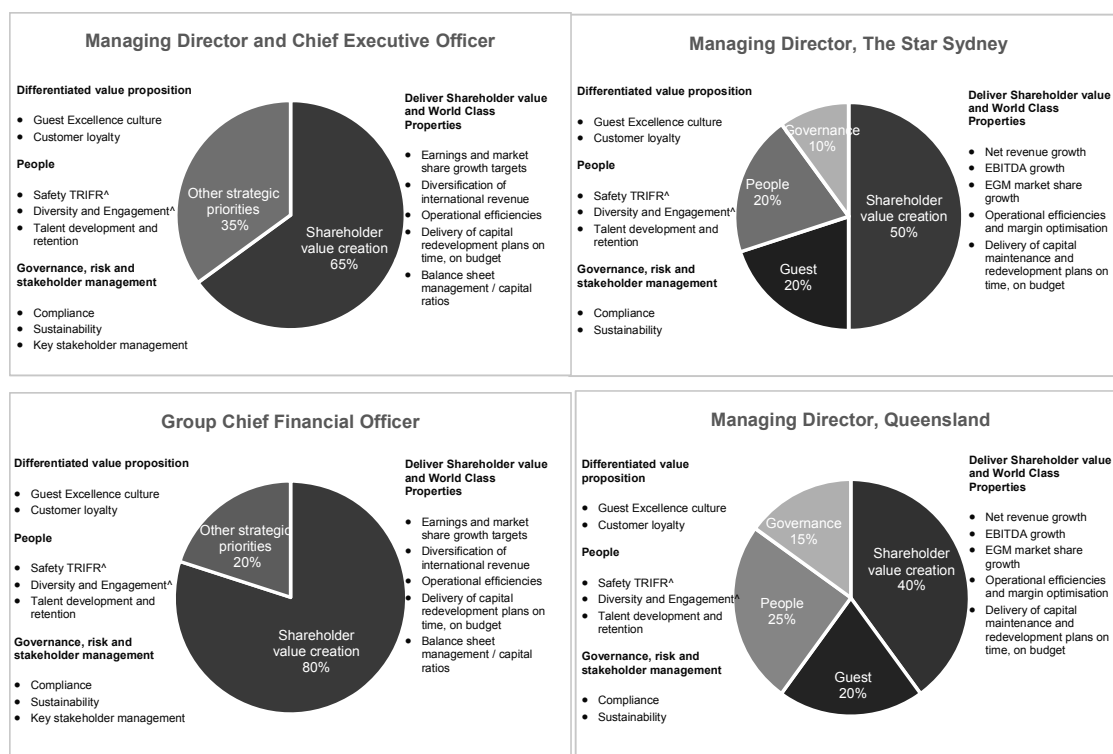 Managing Director and Chief Executive Officer
Differentiated value proposition
• Guest Excellence culture
• Customer loyalty
People
• Safety TRIFR^
• Diversity and Engagement^
• Talent development and
retention
Governance, risk and
stakeholder management
• Compliance
• Sustainability
• Key stakeholder management
Other strategic
priorities
35%
Shareholder
value creation
65%
Deliver Shareholder value
and World Class
Properties
• Earnings and market
share growth targets
• Diversification of
international revenue
• Operational efficiencies
• Delivery of capital
redevelopment plans on
time, on budget
• Balance sheet
management / capital
ratios
Managing Director, The Star Sydney
Differentiated value proposition
• Guest Excellence culture
• Customer loyalty
People
• Safety TRIFR^
• Diversity and Engagement^
• Talent development and
retention
Governance, risk and
stakeholder management
• Compliance
• Sustainability
Governance
10%
People
20%
Guest
20%
Shareholder
value creation
50%
Deliver Shareholder value
and World Class
Properties
• Net revenue growth
• EBITDA growth
• EGM market share
growth
• Operational efficiencies
and margin optimisation
• Delivery of capital
maintenance and
redevelopment plans on
time, on budget
Group Chief Financial Officer
Differentiated value proposition
• Guest Excellence culture
• Customer loyalty
People
• Safety TRIFR^
• Diversity and Engagement^
• Talent development and
retention
Governance, risk and
stakeholder management
• Compliance
• Sustainability
• Key stakeholder management
Other strategic
priorities
20%
Shareholder
value creation
80%
Deliver Shareholder value
and World Class
Properties
• Earnings and market
share growth targets
• Diversification of
international revenue
• Operational efficiencies
• Delivery of capital
redevelopment plans on
time, on budget
• Balance sheet
management / capital
ratios
Managing Director, Queensland
Differentiated value
proposition
• Guest Excellence culture
• Customer loyalty
People
• Safety TRIFR^
• Diversity and Engagement^
• Talent development and
retention
Governance, risk and
stakeholder management
• Compliance
• Sustainability
Governance
15%
People
25%
Guest
20%
Shareholder
value creation
40%
Deliver Shareholder value
and World Class
Properties
• Net revenue growth
• EBITDA growth
• EGM market share
growth
• Operational efficiencies
and margin optimisation
• Delivery of capital
maintenance and
redevelopment plans on
time, on budget